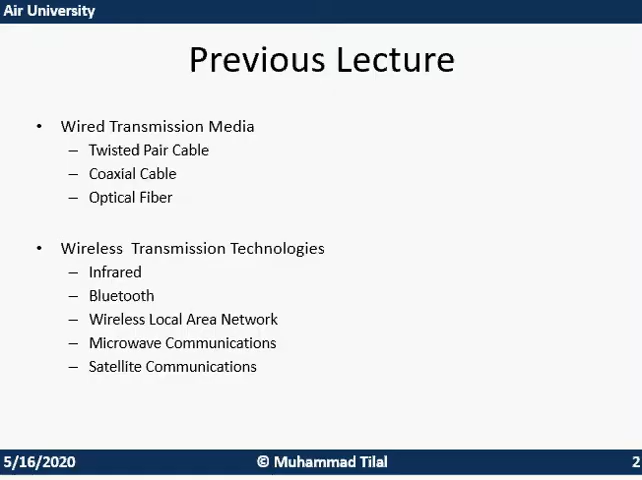 Air University
Previous Lecture
• Wired Transmission Media
– Twisted Pair Cable
– Coaxial Cable
– Optical Fiber
• Wireless Transmission Technologies
– Infrared
– Bluetooth
– Wireless Local Area Network
– Microwave Communications
– Satellite Communications
5/16/2020 © Muhammad Tilal 2